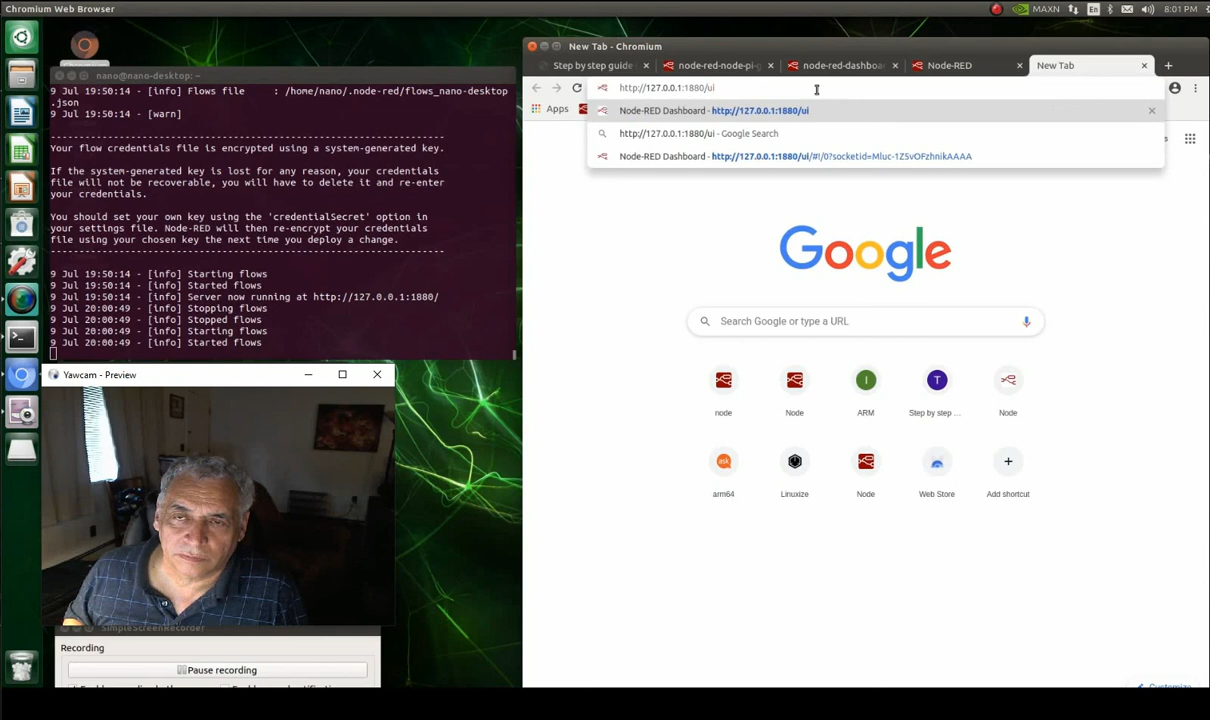 Chromium Web Browser
MAXN
En
8:01 PM
nano@nano-desktop: ~
9 Jul 19:50:14 - [info] Flows file     : /home/nano/.node-red/flows_nano-desktop
.json
9 Jul 19:50:14 - [warn]
---------------------------------------------------------------------
Your flow credentials file is encrypted using a system-generated key.
If the system-generated key is lost for any reason, your credentials
file will not be recoverable, you will have to delete it and re-enter
your credentials.
You should set your own key using the 'credentialSecret' option in
your settings file. Node-RED will then re-encrypt your credentials
file using your chosen key the next time you deploy a change.
---------------------------------------------------------------------
9 Jul 19:50:14 - [info] Starting flows
9 Jul 19:50:14 - [info] Started flows
9 Jul 19:50:14 - [info] Server now running at http://127.0.0.1:1880/
9 Jul 20:00:49 - [info] Stopping flows
9 Jul 20:00:49 - [info] Stopped flows
9 Jul 20:00:49 - [info] Starting flows
9 Jul 20:00:49 - [info] Started flows
Yawcam - Preview
SimpleScreenRecorder
Recording
Pause recording
New Tab - Chromium
Step by step guide
node-red-node-pi-g
node-red-dashboar
Node-RED
New Tab
http://127.0.0.1:1880/ui
Apps
Node-RED Dashboard - http://127.0.0.1:1880/ui
http://127.0.0.1:1880/ui - Google Search
Node-RED Dashboard - http://127.0.0.1:1880/ui/#!/0?socketid=Mluc-1Z5vOFzhnikAAAA
Google
Search Google or type a URL
I
T
node
Node
ARM
Step by step ...
Node
ask
arm64
Linuxize
Node
Web Store
Add shortcut
Customize